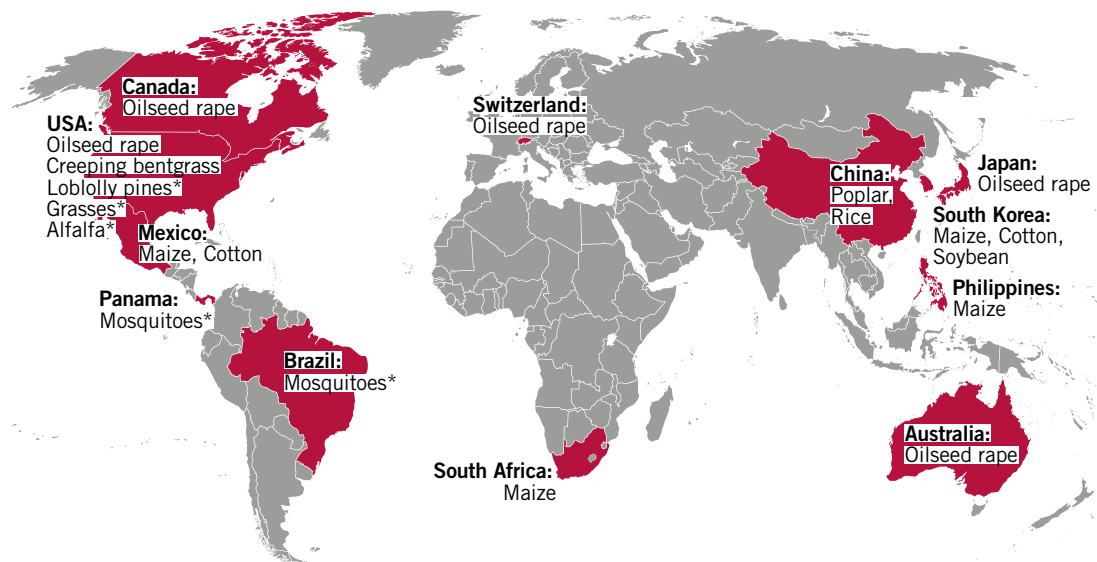 Canada:
Oilseed rape
USA:
Oilseed rape
Creeping bentgrass
Loblolly pines*
Grasses*
Alfalfa*
Mexico:
Maize, Cotton
Panama:
Mosquitoes*
Brazil:
Mosquitoes*
Switzerland:
Oilseed rape
South Africa:
Maize
China:
Poplar,
Rice
Japan:
Oilseed rape
South Korea:
Maize, Cotton,
Soybean
Philippines:
Maize
Australia:
Oilseed rape